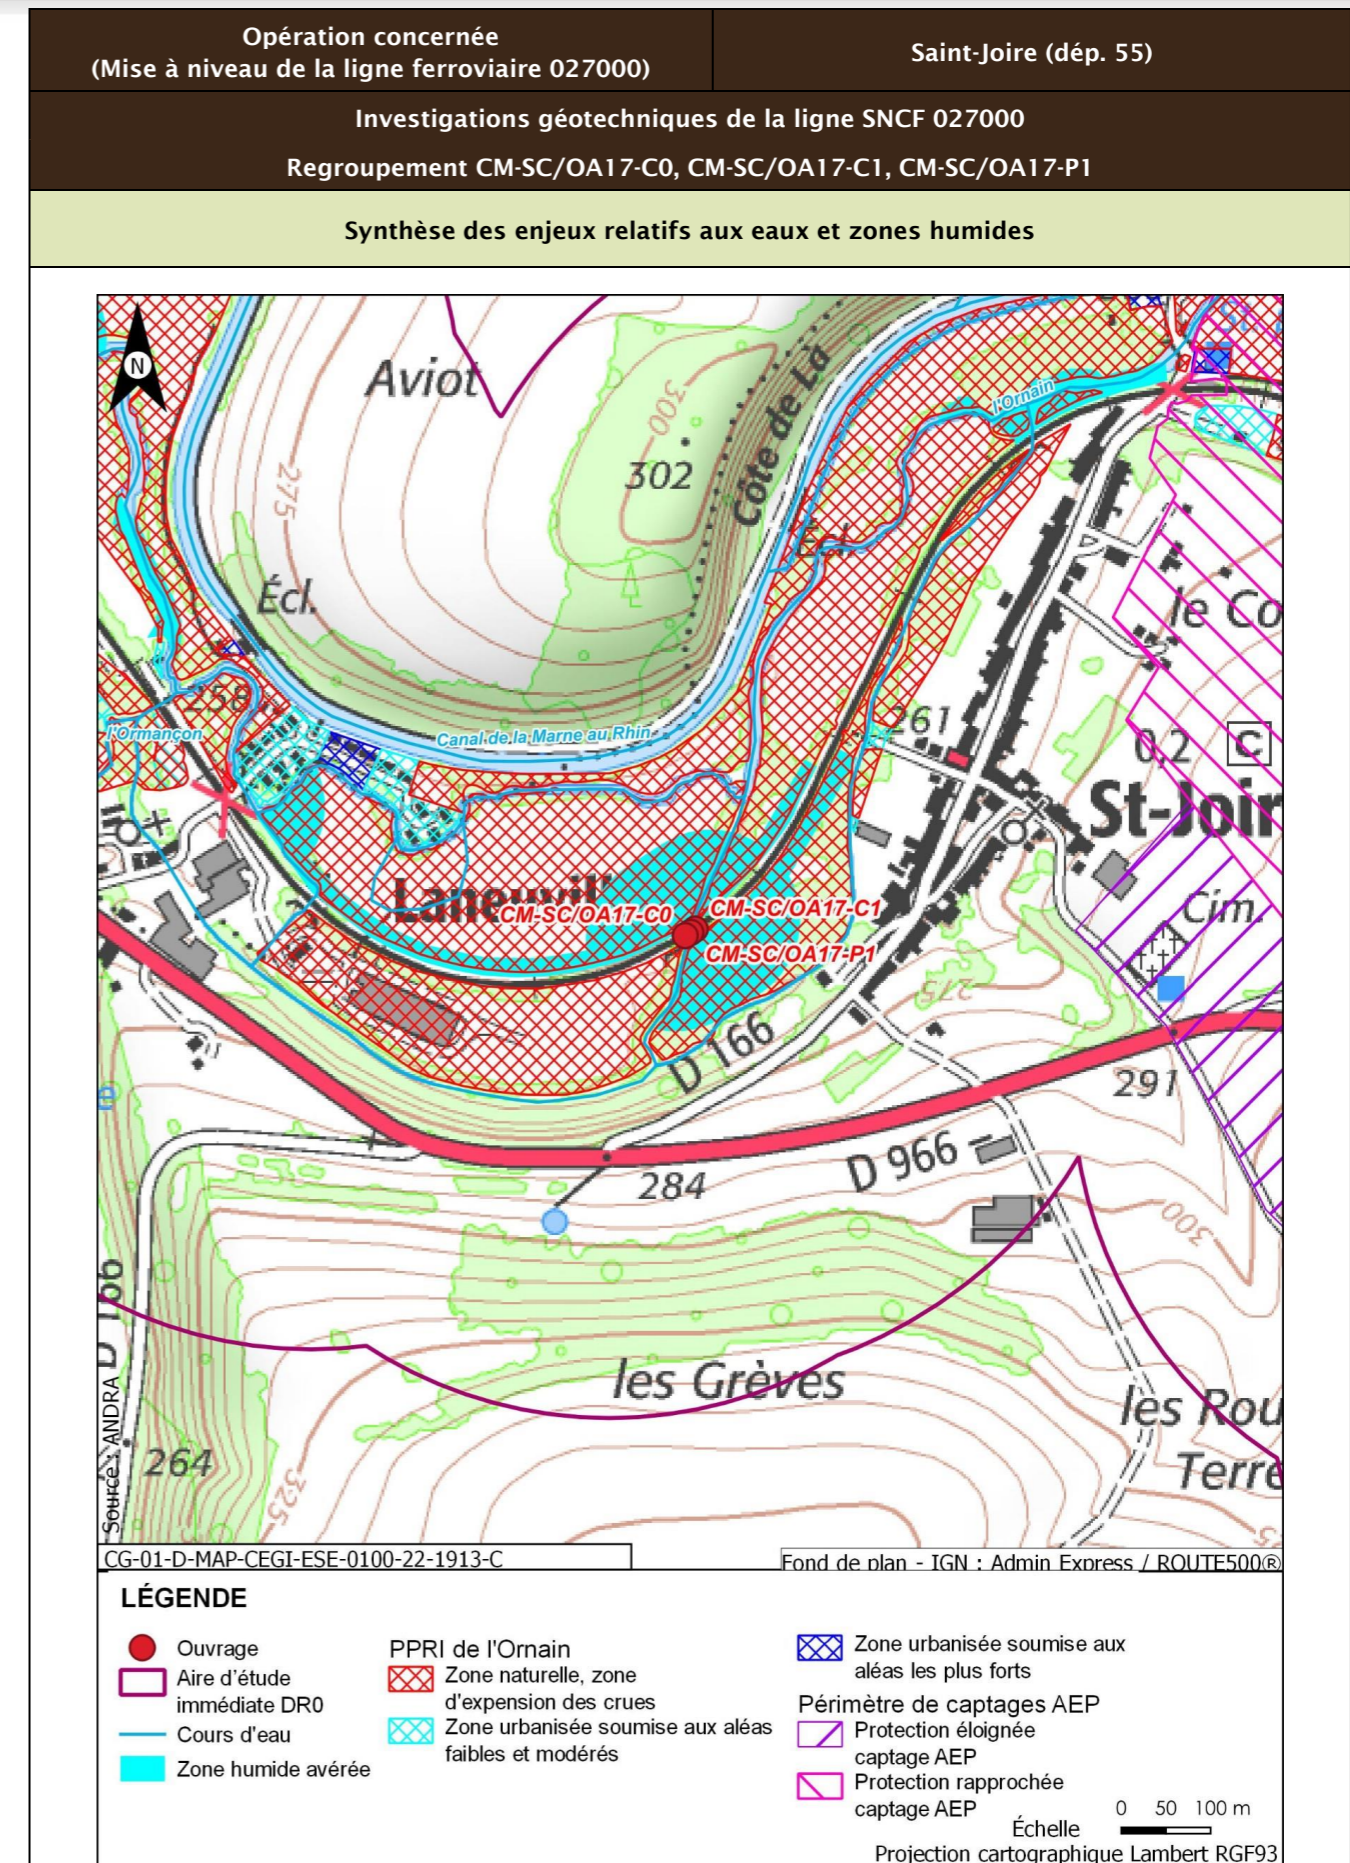 Opération concernée
(Mise à niveau de la ligne ferroviaire 027000)
Saint-Joire (dép. 55)
Investigations géotechniques de la ligne SNCF 027000
Regroupement CM-SC/OA17-C0, CM-SC/OA17-C1, CM-SC/OA17-P1
Synthèse des enjeux relatifs aux eaux et zones humides
N
Aviot
300
302
Côte de Là
l'Ornain
275
Écl.
le Co
258
l'Ormançon
Canal de la Marne au Rhin
261
0,2
C
St-Joir
Laneuvill
CM-SC/OA17-C0
CM-SC/OA17-C1
CM-SC/OA17-P1
Cim.
275
D 166
291
D 966
284
300
D 166
les Grèves
les Rou
Terre
264
325
Source : ANDRA
CG-01-D-MAP-CEGI-ESE-0100-22-1913-C
Fond de plan - IGN : Admin Express / ROUTE500®
LÉGENDE
Ouvrage
Aire d'étude
immédiate DR0
Cours d'eau
Zone humide avérée
PPRI de l'Ornain
Zone naturelle, zone
d'expension des crues
Zone urbanisée soumise aux aléas
faibles et modérés
Zone urbanisée soumise aux
aléas les plus forts
Périmètre de captages AEP
Protection éloignée
captage AEP
Protection rapprochée
captage AEP
Échelle
0 50 100 m
Projection cartographique Lambert RGF93